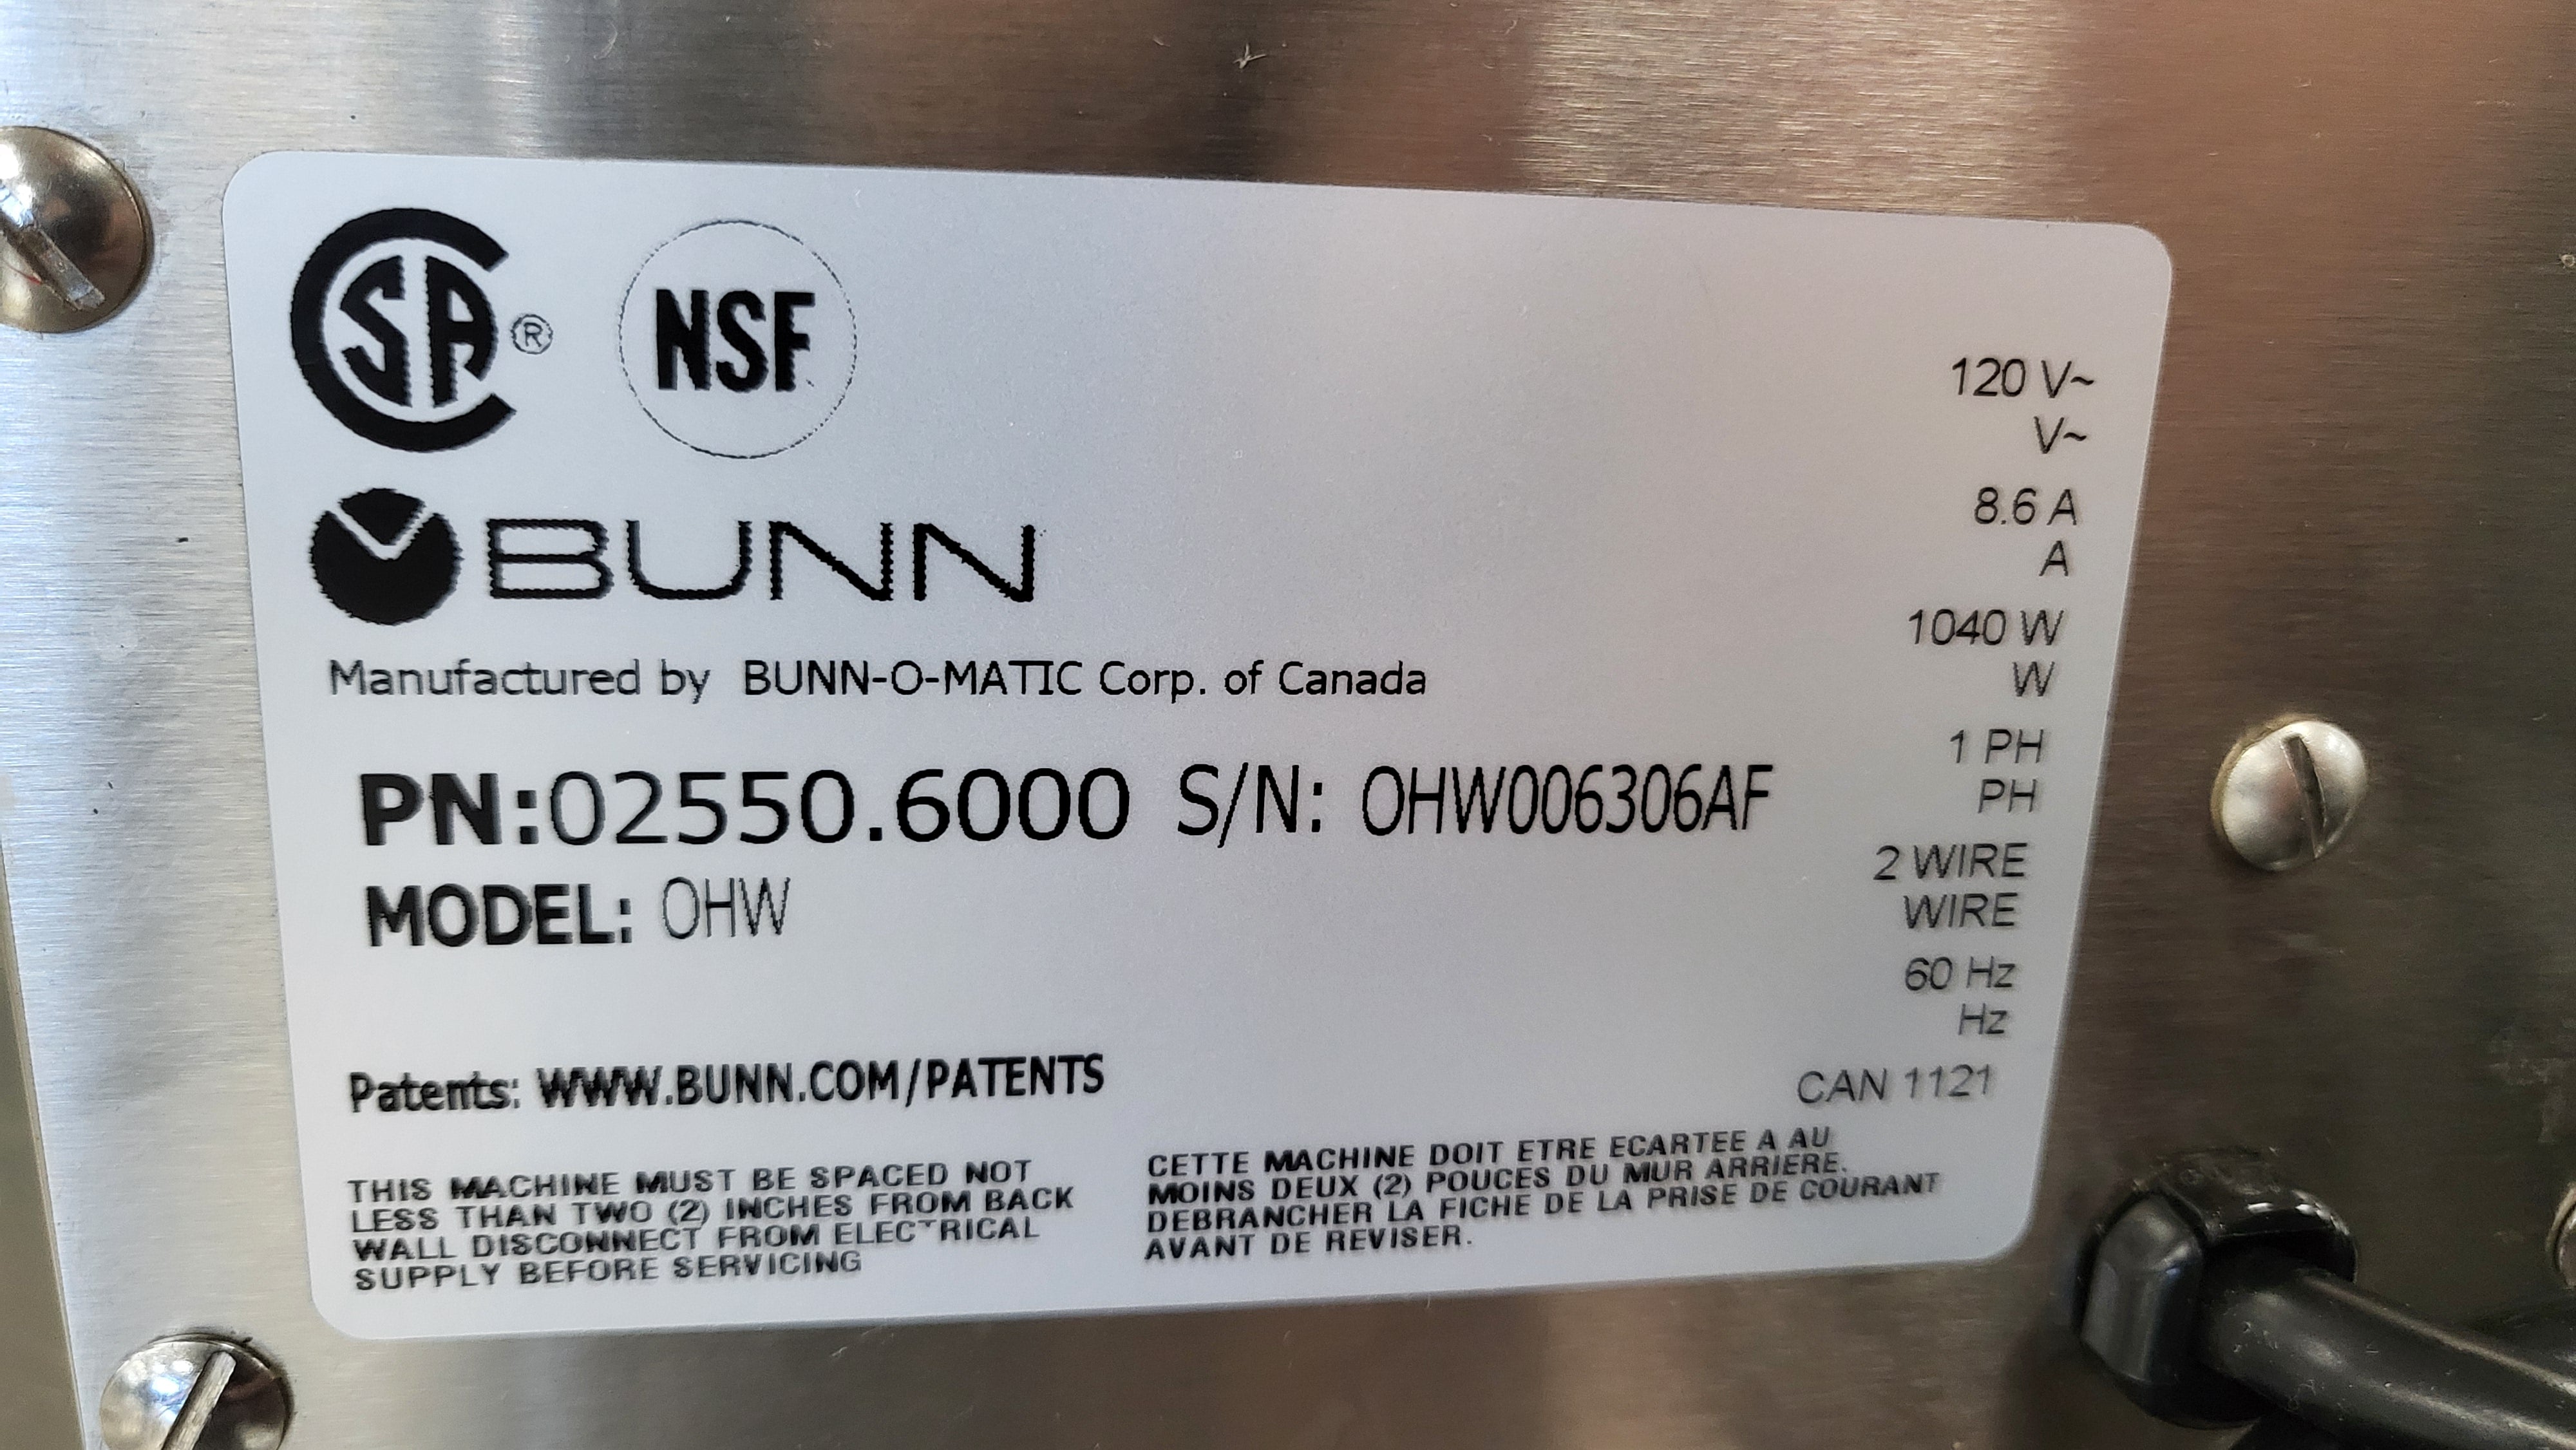 CSA ®
NSF
BUNN
Manufactured by BUNN-O-MATIC Corp. of Canada
PN:02550.6000 S/N: OHW006306AF
MODEL: OHW
120 V~
V~
8.6 A
A
1040 W
W
1 PH
PH
2 WIRE
WIRE
60 Hz
Hz
CAN 1121
Patents: WWW.BUNN.COM/PATENTS
THIS MACHINE MUST BE SPACED NOT
LESS THAN TWO (2) INCHES FROM BACK
WALL DISCONNECT FROM ELECTRICAL
SUPPLY BEFORE SERVICING
CETTE MACHINE DOIT ETRE ECARTEE A AU
MOINS DEUX (2) POUCES DU MUR ARRIERE.
DEBRANCHER LA FICHE DE LA PRISE DE COURANT
AVANT DE REVISER.